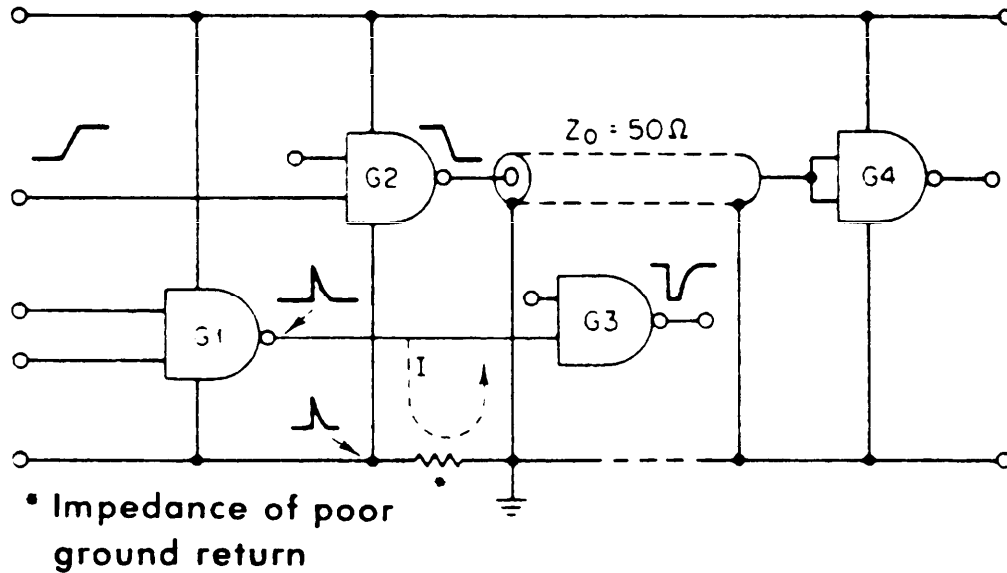 Z₀ = 50Ω
G2
G4
G1
G3
I
*
* Impedance of poor
ground return